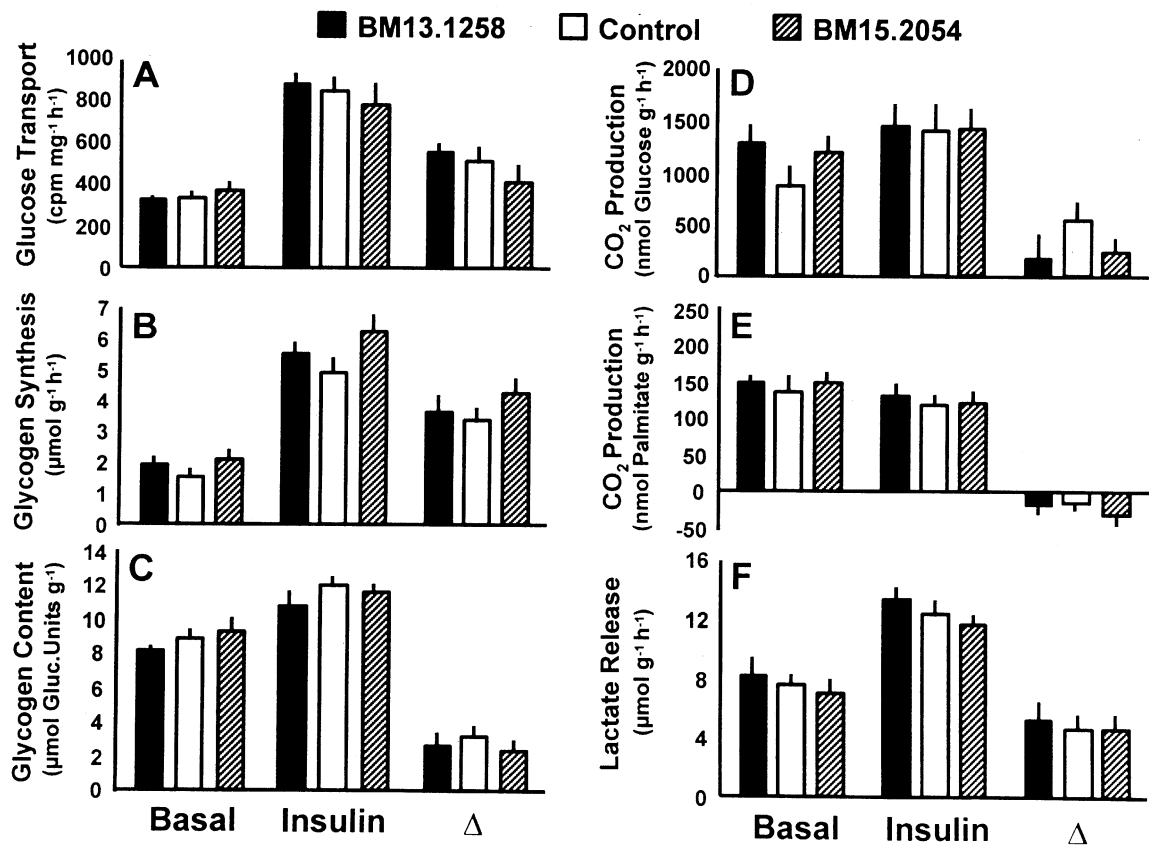 BM13.1258 Control BM15.2054
A
Glucose Transport
(cpm mg⁻¹ h⁻¹)
1000
800
600
400
200
0
B
Glycogen Synthesis
(µmol g⁻¹ h⁻¹)
7
6
5
4
3
2
1
0
C
Glycogen Content
(µmol Gluc.Units g⁻¹)
14
12
10
8
6
4
2
0
Basal Insulin Δ
D
CO₂ Production
(nmol Glucose g⁻¹ h⁻¹)
2000
1500
1000
500
0
E
CO₂ Production
(nmol Palmitate g⁻¹ h⁻¹)
250
200
150
100
50
0
-50
F
Lactate Release
(µmol g⁻¹ h⁻¹)
16
12
8
4
0
Basal Insulin Δ